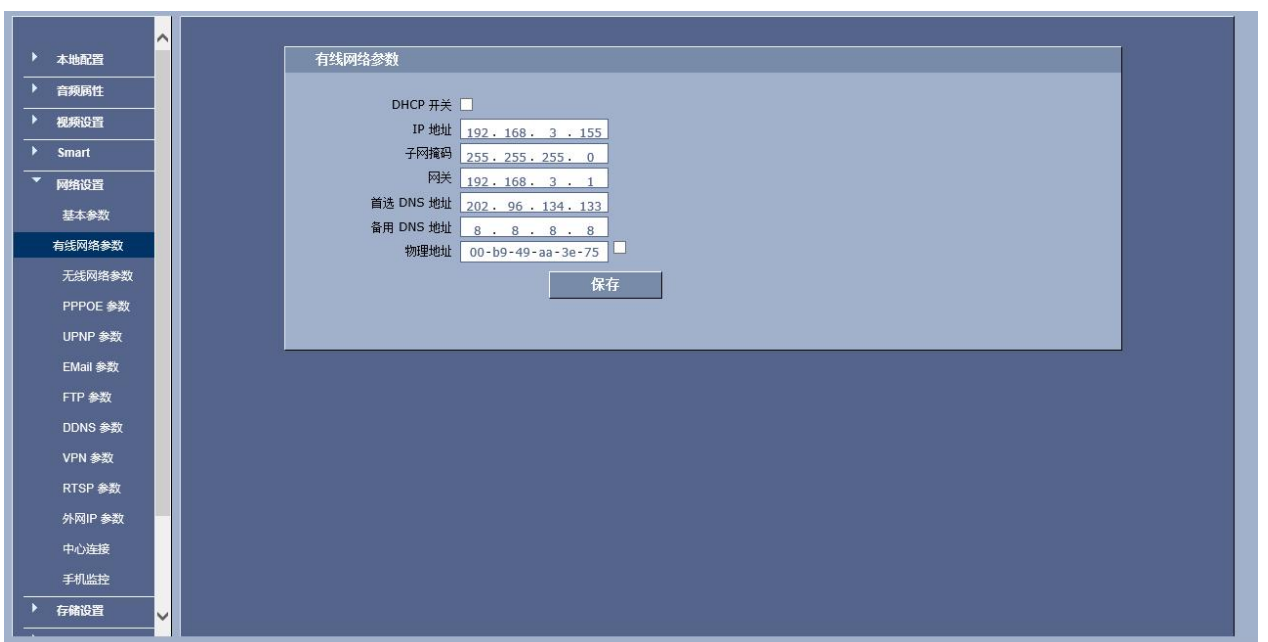 本地配置
音频属性
视频设置
Smart
网络设置
基本参数
有线网络参数
无线网络参数
PPPOE 参数
UPNP 参数
EMail 参数
FTP 参数
DDNS 参数
VPN 参数
RTSP 参数
外网IP 参数
中心连接
手机监控
存储设置
有线网络参数
DHCP 开关
IP 地址 192 . 168 . 3 . 155
子网掩码 255 . 255 . 255 . 0
网关 192 . 168 . 3 . 1
首选 DNS 地址 202 . 96 . 134 . 133
备用 DNS 地址 8 . 8 . 8 . 8
物理地址 00-b9-49-aa-3e-75
保存